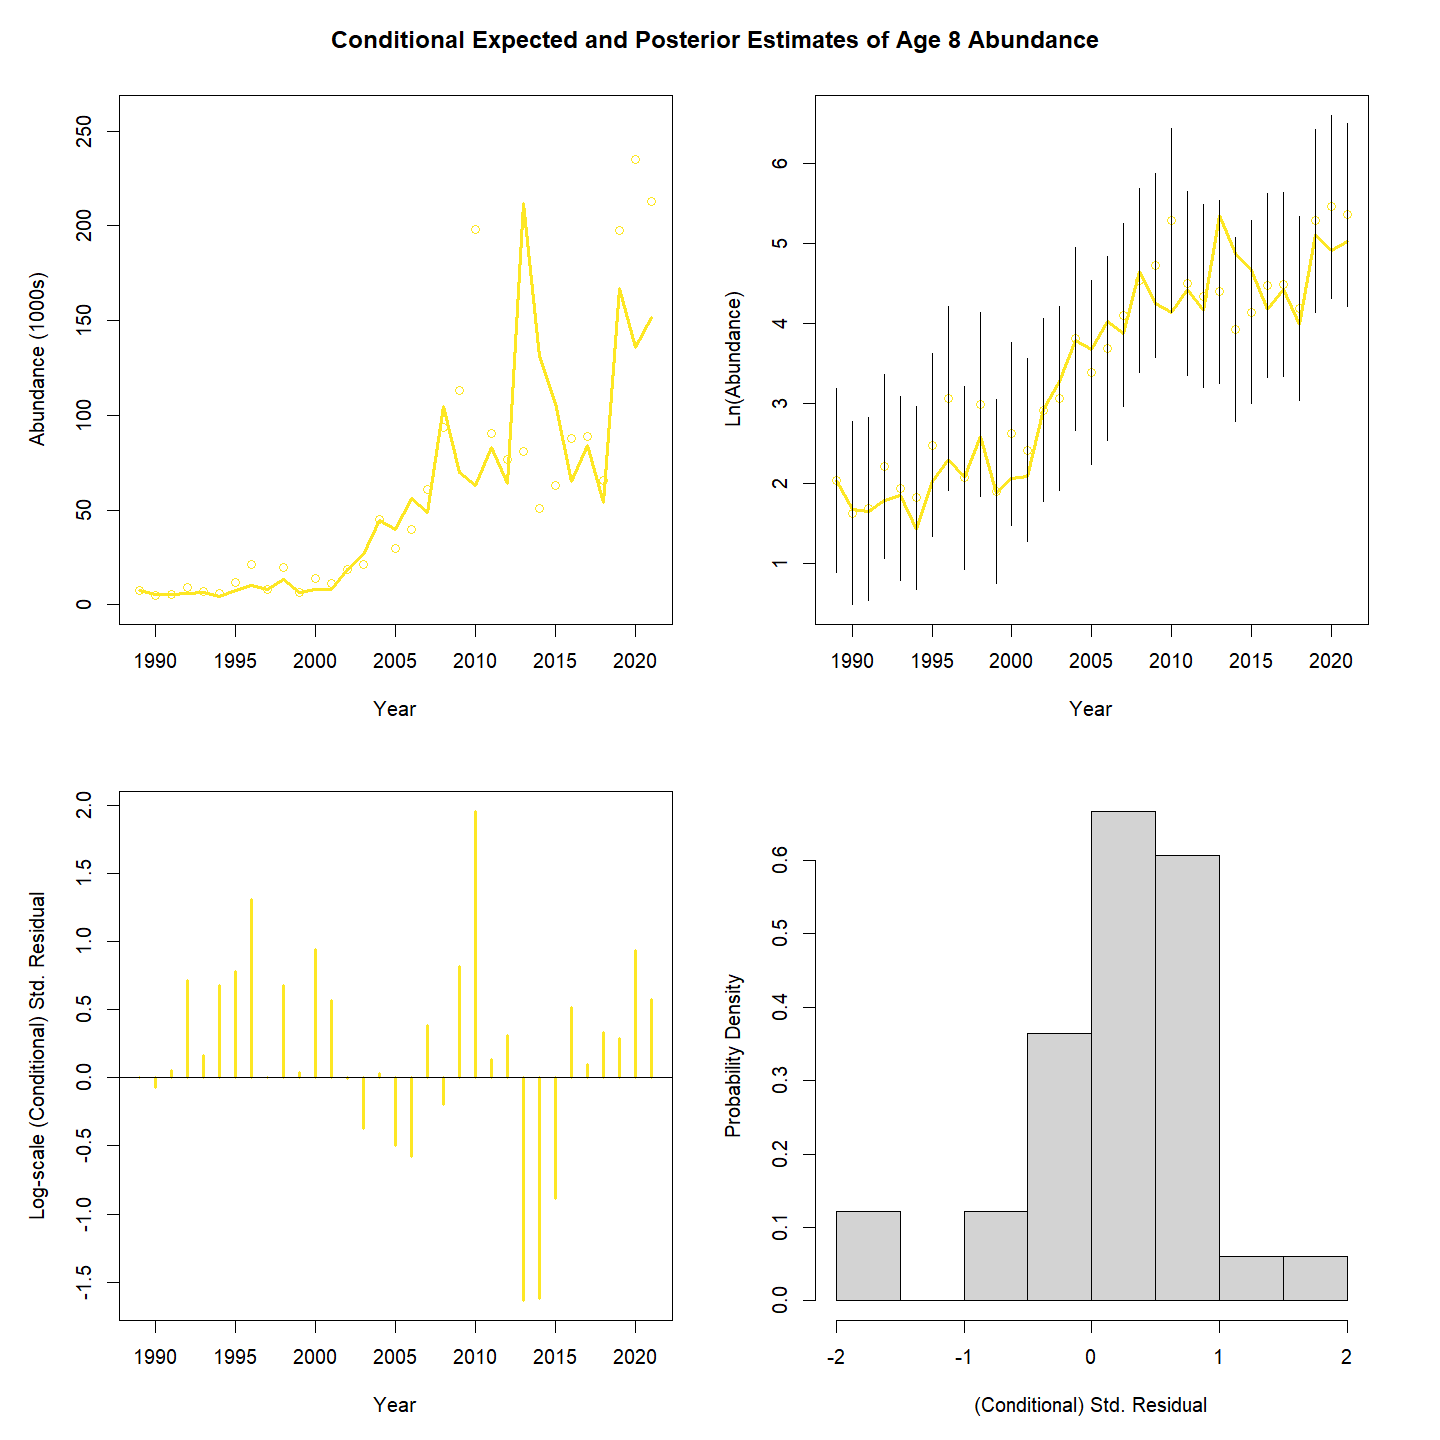 Conditional Expected and Posterior Estimates of Age 8 Abundance
Abundance (1000s)
0
50
100
150
200
250
1990 1995 2000 2005 2010 2015 2020
Year
Ln(Abundance)
1
2
3
4
5
6
1990 1995 2000 2005 2010 2015 2020
Year
Log-scale (Conditional) Std. Residual
-1.5
-1.0
-0.5
0.0
0.5
1.0
1.5
2.0
1990 1995 2000 2005 2010 2015 2020
Year
Probability Density
0.0
0.1
0.2
0.3
0.4
0.5
0.6
-2 -1 0 1 2
(Conditional) Std. Residual